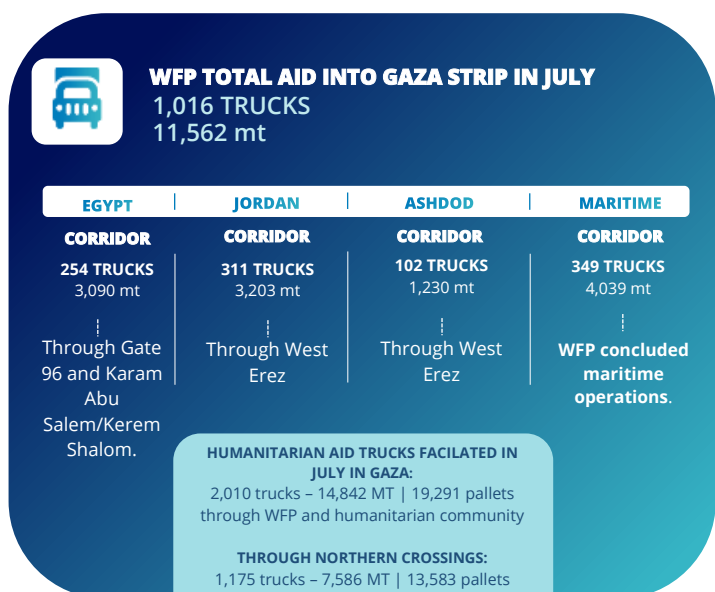 WFP TOTAL AID INTO GAZA STRIP IN JULY
1,016 TRUCKS
11,562 mt
EGYPT
CORRIDOR
254 TRUCKS
3,090 mt
Through Gate
96 and Karam
Abu
Salem/Kerem
Shalom.
JORDAN
CORRIDOR
311 TRUCKS
3,203 mt
Through West
Erez
ASHDOD
CORRIDOR
102 TRUCKS
1,230 mt
Through West
Erez
MARITIME
CORRIDOR
349 TRUCKS
4,039 mt
WFP concluded
maritime
operations.
HUMANITARIAN AID TRUCKS FACILATED IN
JULY IN GAZA:
2,010 trucks – 14,842 MT | 19,291 pallets
through WFP and humanitarian community
THROUGH NORTHERN CROSSINGS:
1,175 trucks – 7,586 MT | 13,583 pallets